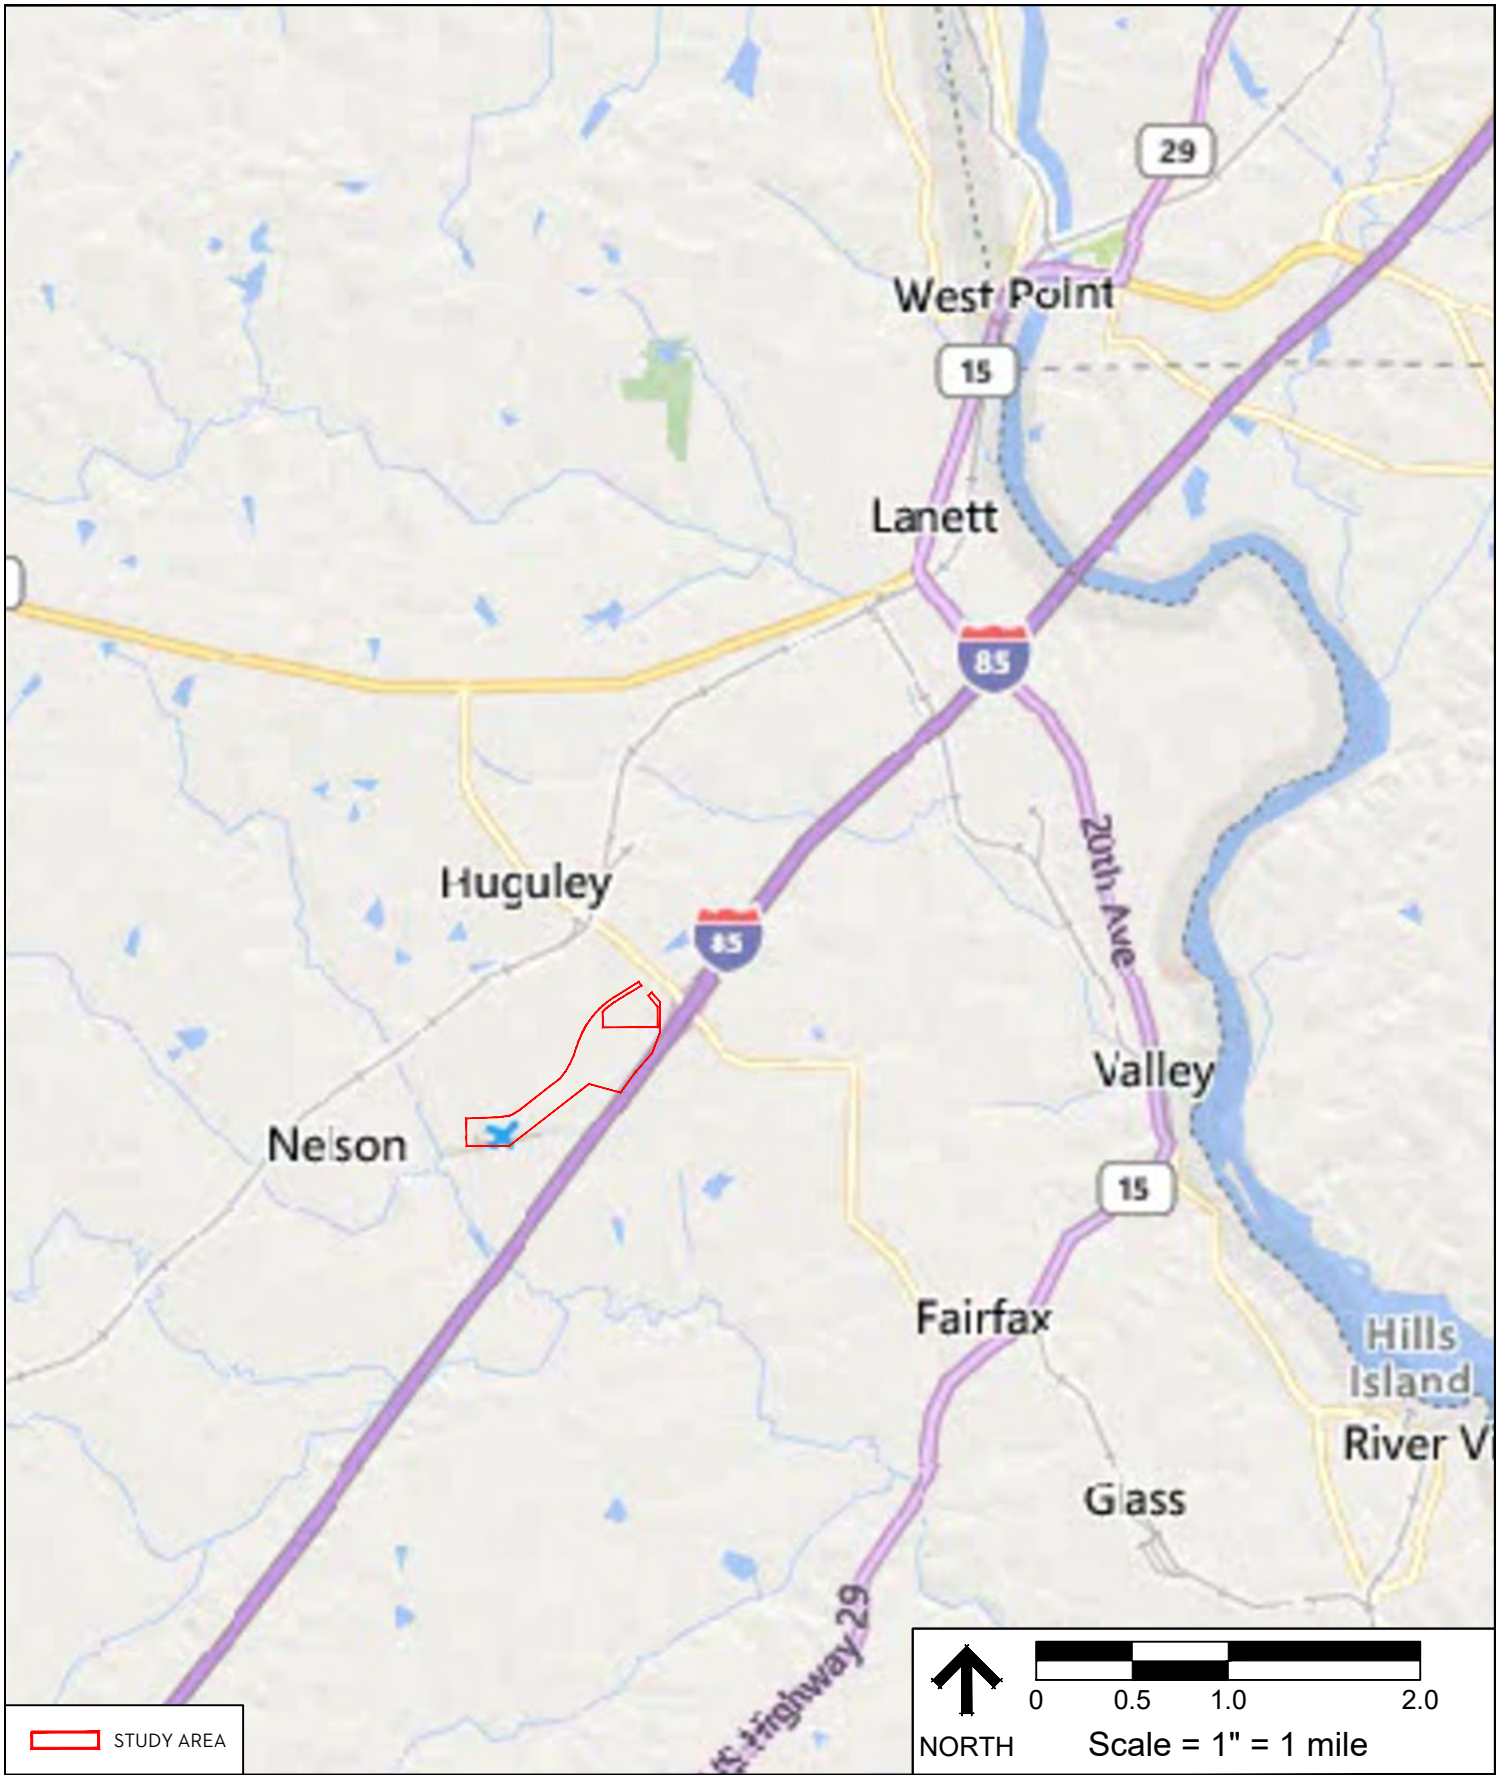 29
West Point
15
Lanett
85
20th Ave
Huguley
85
Valley
Nelson
15
Fairfax
Hills
Island
River Vi
Glass
US Highway 29
NORTH
0 0.5 1.0 2.0
Scale = 1" = 1 mile
STUDY AREA